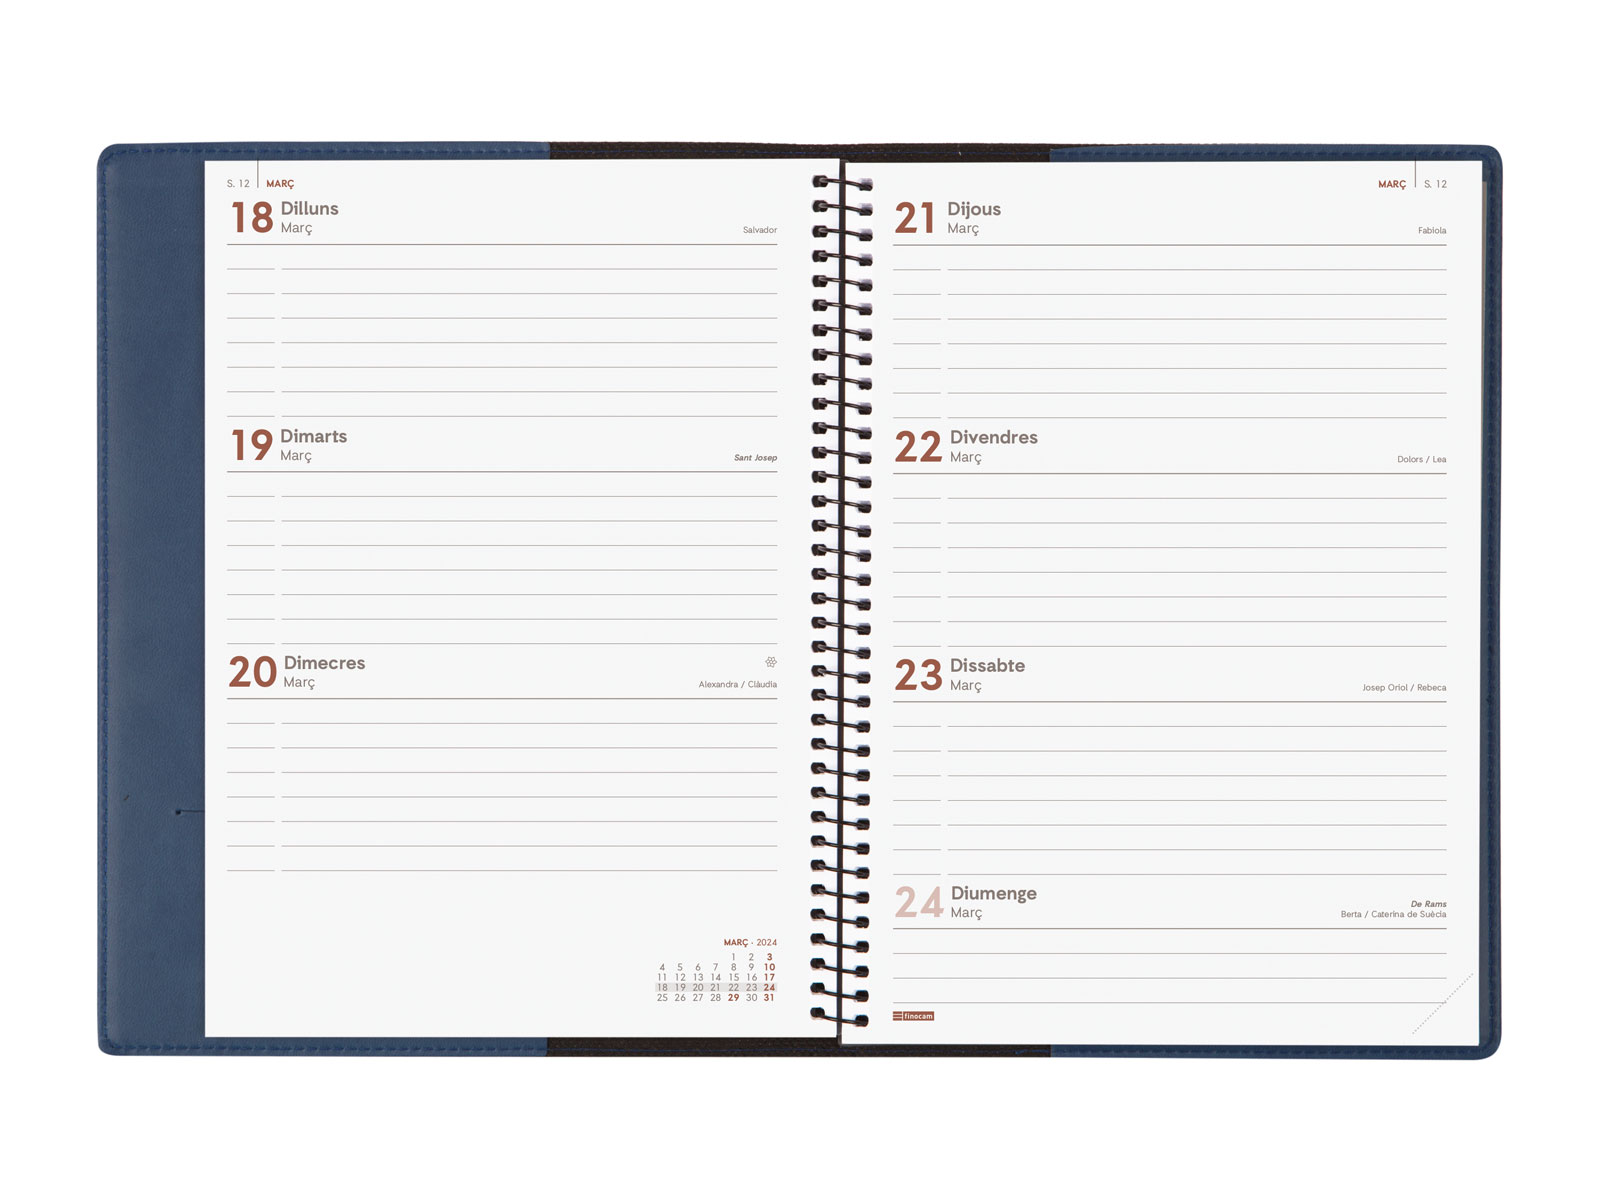 S. 12 MARÇ
18 Dilluns
Març
Salvador
19 Dimarts
Març
Sant Josep
20 Dimecres
Març
Alexandra / Clàudia
MARÇ · 2024
1 2 3
4 5 6 7 8 9 10
11 12 13 14 15 16 17
18 19 20 21 22 23 24
25 26 27 28 29 30 31
MARÇ S. 12
21 Dijous
Març
Fabiola
22 Divendres
Març
Dolors / Lea
23 Dissabte
Març
Josep Oriol / Rebeca
24 Diumenge
De Rams
Març
Berta / Caterina de Suècia
finocam